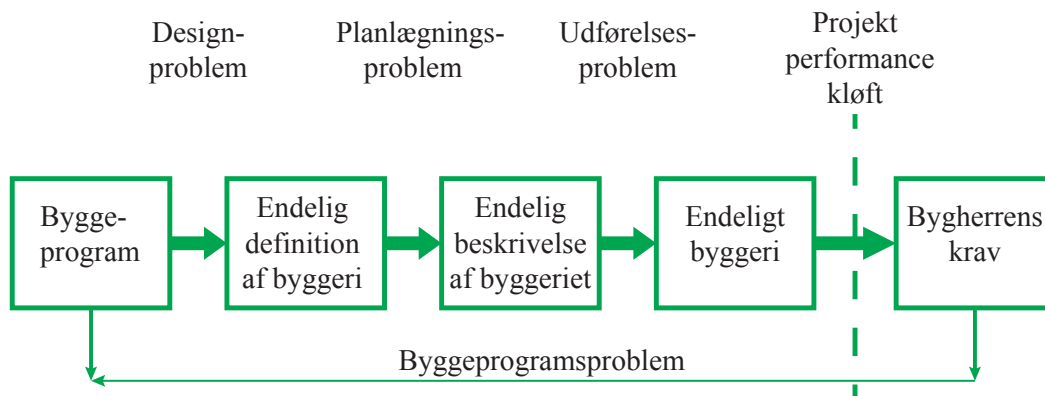 Design-
problem
Planlægnings-
problem
Udførelses-
problem
Projekt
performance
kløft
Bygge-
program
Endelig
definition
af byggeri
Endelig
beskrivelse
af byggeriet
Endeligt
byggeri
Bygherrens
krav
Byggeprogramsproblem